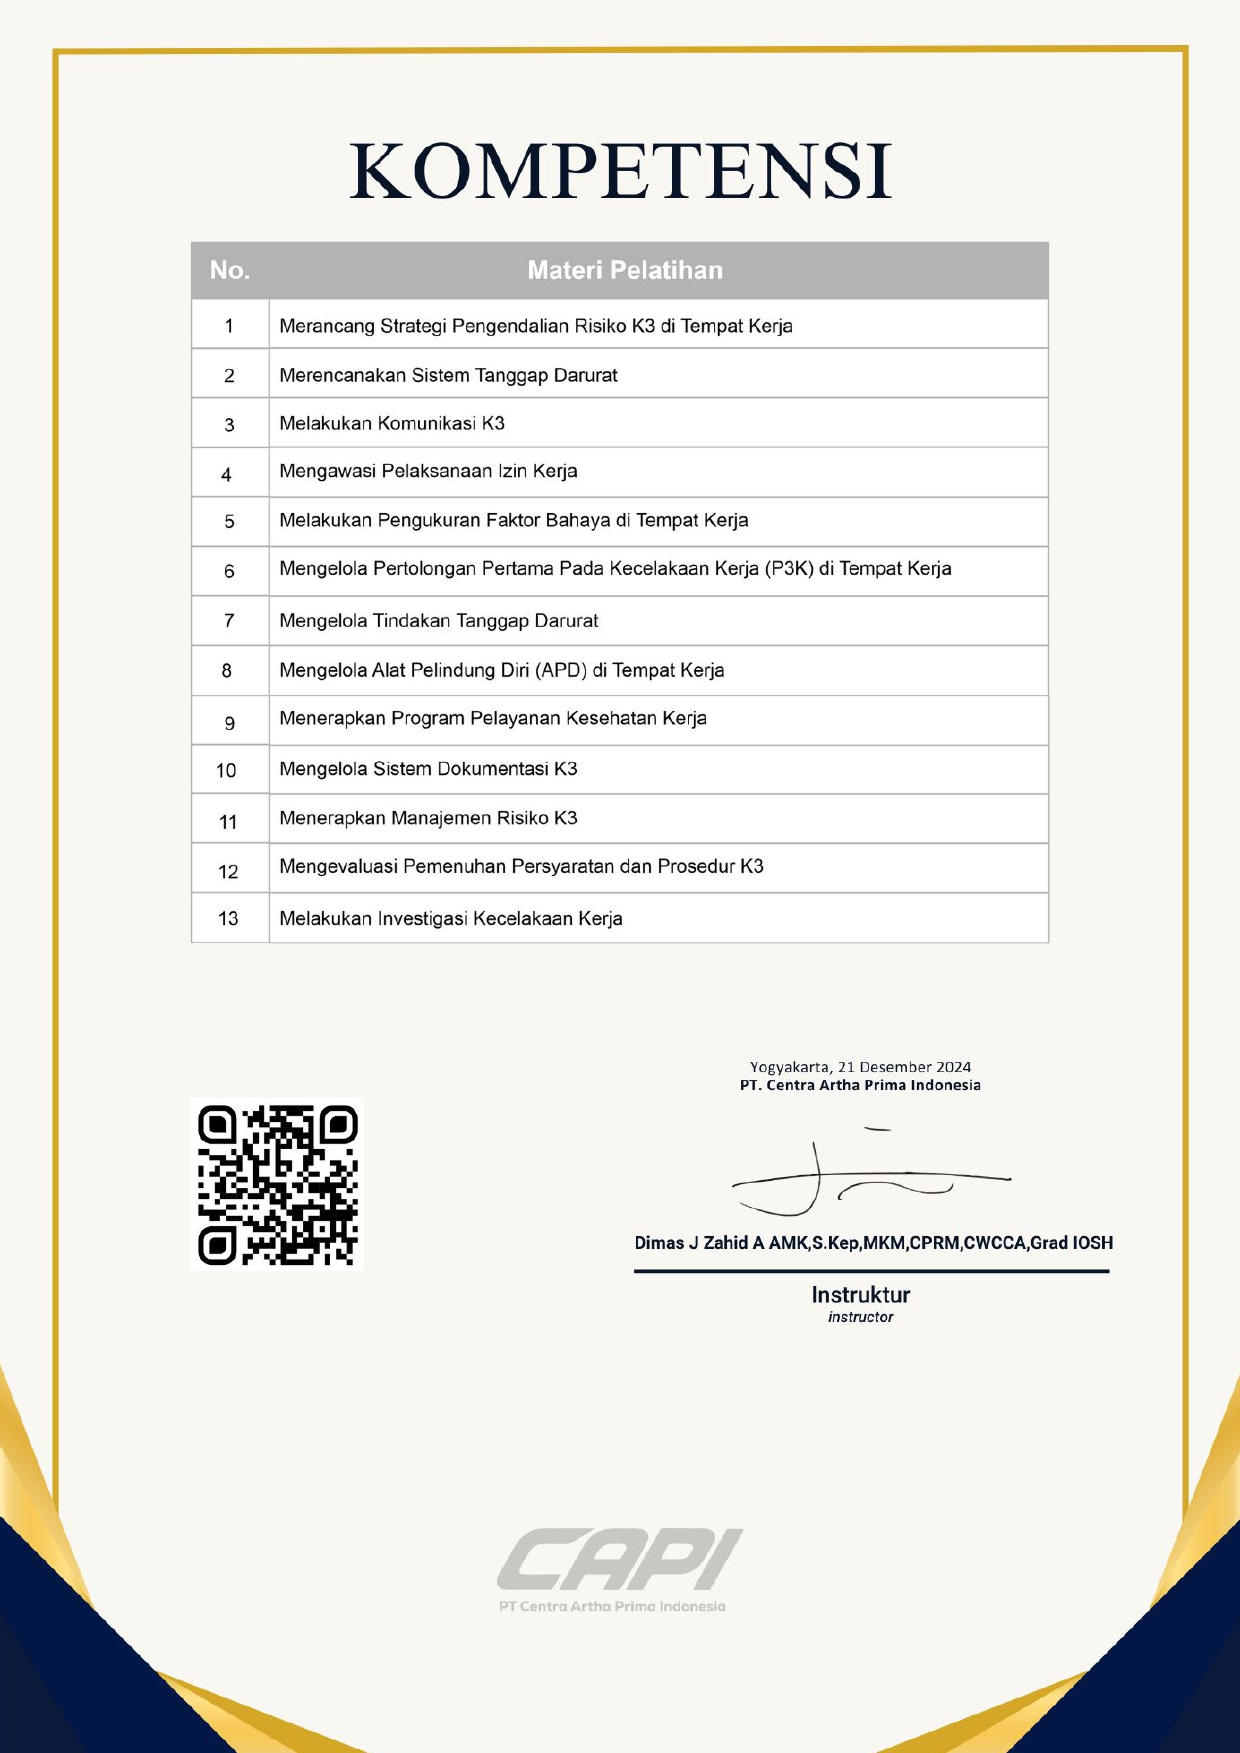 KOMPETENSI
No. Materi Pelatihan
1 Merancang Strategi Pengendalian Risiko K3 di Tempat Kerja
2 Merencanakan Sistem Tanggap Darurat
3 Melakukan Komunikasi K3
4 Mengawasi Pelaksanaan Izin Kerja
5 Melakukan Pengukuran Faktor Bahaya di Tempat Kerja
6 Mengelola Pertolongan Pertama Pada Kecelakaan Kerja (P3K) di Tempat Kerja
7 Mengelola Tindakan Tanggap Darurat
8 Mengelola Alat Pelindung Diri (APD) di Tempat Kerja
9 Menerapkan Program Pelayanan Kesehatan Kerja
10 Mengelola Sistem Dokumentasi K3
11 Menerapkan Manajemen Risiko K3
12 Mengevaluasi Pemenuhan Persyaratan dan Prosedur K3
13 Melakukan Investigasi Kecelakaan Kerja
Yogyakarta, 21 Desember 2024
PT. Centra Artha Prima Indonesia
Dimas J Zahid A AMK,S.Kep,MKM,CPRM,CWCCA,Grad IOSH
Instruktur
instructor
CAPI
PT Centra Artha Prima Indonesia